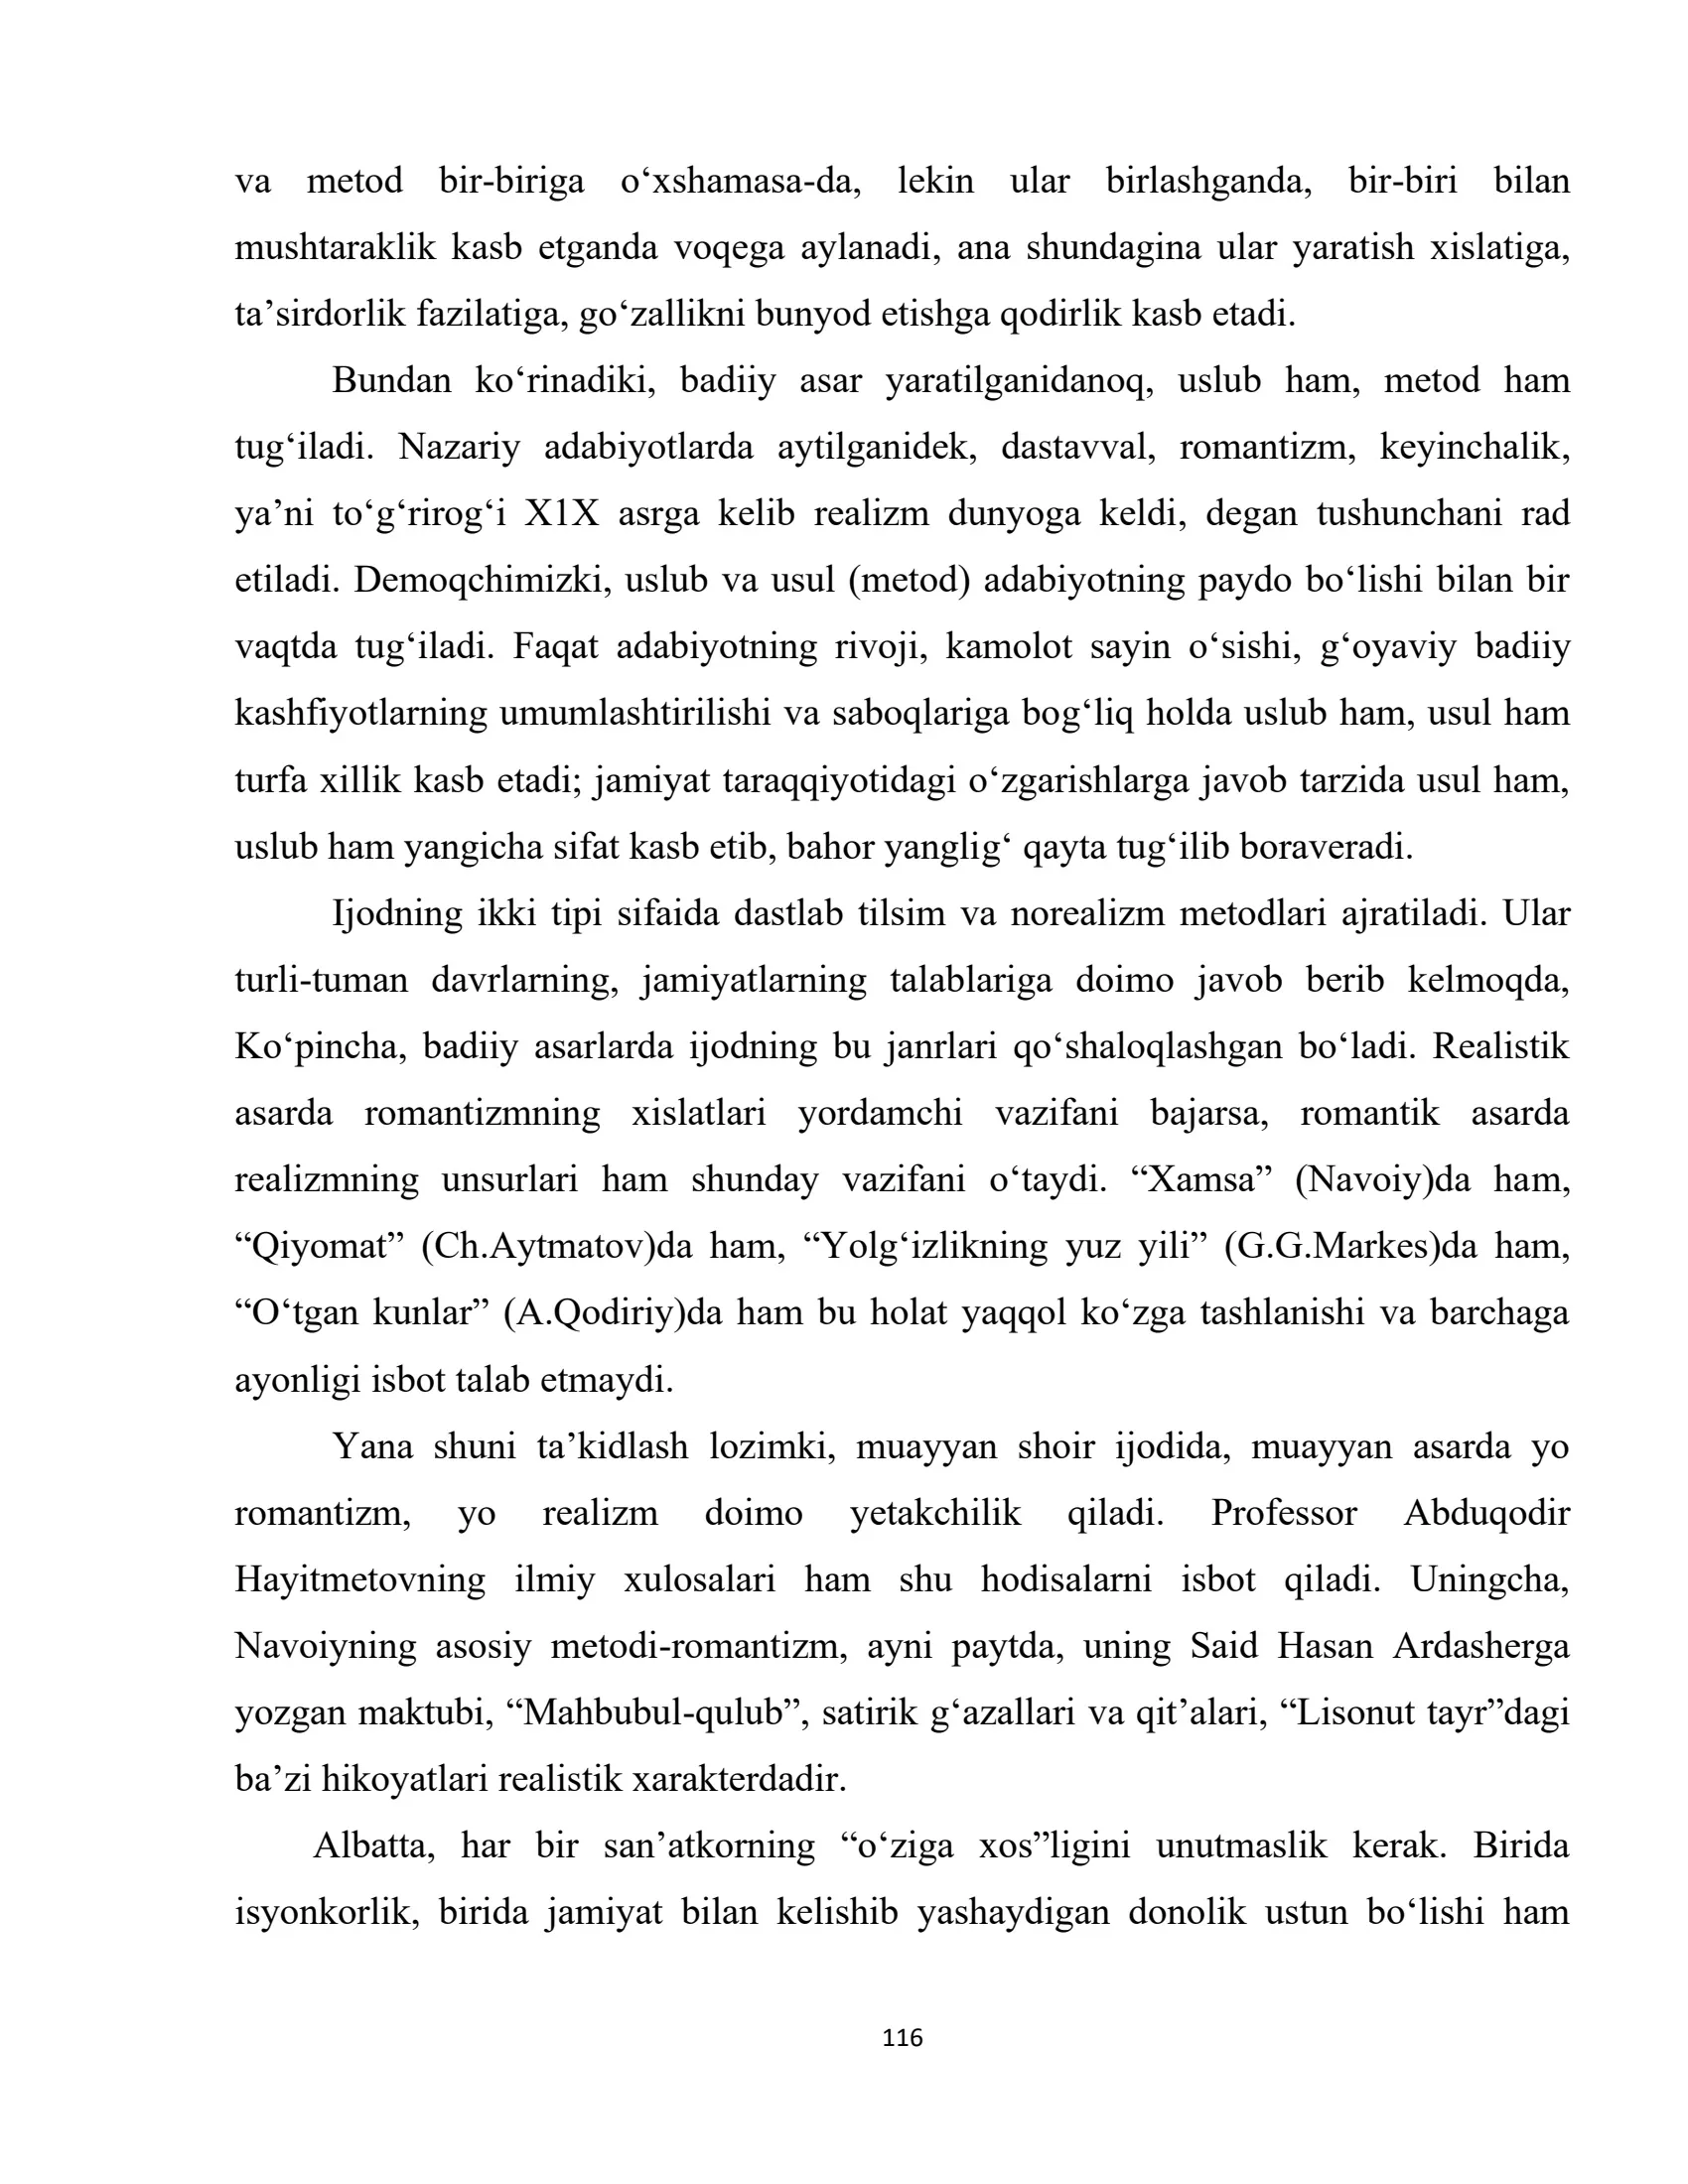 va metod bir-biriga o‘xshamasa-da, lekin ular birlashganda, bir-biri bilan
mushtaraklik kasb etganda voqega aylanadi, ana shundagina ular yaratish xislatiga,
ta’sirdorlik fazilatiga, go‘zallikni bunyod etishga qodirlik kasb etadi.
Bundan ko‘rinadiki, badiiy asar yaratilganidanoq, uslub ham, metod ham
tug‘iladi. Nazariy adabiyotlarda aytilganidek, dastavval, romantizm, keyinchalik,
ya’ni to‘g‘rirog‘i X1X asrga kelib realizm dunyoga keldi, degan tushunchani rad
etiladi. Demoqchimizki, uslub va usul (metod) adabiyotning paydo bo‘lishi bilan bir
vaqtda tug‘iladi. Faqat adabiyotning rivoji, kamolot sayin o‘sishi, g‘oyaviy badiiy
kashfiyotlarning umumlashtirilishi va saboqlariga bog‘liq holda uslub ham, usul ham
turfa xillik kasb etadi; jamiyat taraqqiyotidagi o‘zgarishlarga javob tarzida usul ham,
uslub ham yangicha sifat kasb etib, bahor yanglig‘ qayta tug‘ilib boraveradi.
Ijodning ikki tipi sifaida dastlab tilsim va norealizm metodlari ajratiladi. Ular
turli-tuman davrlarning, jamiyatlarning talablariga doimo javob berib kelmoqda,
Ko‘pincha, badiiy asarlarda ijodning bu janrlari qo‘shaloqlashgan bo‘ladi. Realistik
asarda romantizmning xislatlari yordamchi vazifani bajarsa, romantik asarda
realizmning unsurlari ham shunday vazifani o‘taydi. “Xamsa” (Navoiy)da ham,
“Qiyomat” (Ch.Aytmatov)da ham, “Yolg‘izlikning yuz yili” (G.G.Markes)da ham,
“O‘tgan kunlar” (A.Qodiriy)da ham bu holat yaqqol ko‘zga tashlanishi va barchaga
ayonligi isbot talab etmaydi.
Yana shuni ta’kidlash lozimki, muayyan shoir ijodida, muayyan asarda yo
romantizm, yo realizm doimo yetakchilik qiladi. Professor Abduqodir
Hayitmetovning ilmiy xulosalari ham shu hodisalarni isbot qiladi. Uningcha,
Navoiyning asosiy metodi-romantizm, ayni paytda, uning Said Hasan Ardasherga
yozgan maktubi, “Mahbubul-qulub”, satirik g‘azallari va qit’alari, “Lisonut tayr”dagi
ba’zi hikoyatlari realistik xarakterdadir.
Albatta, har bir san’atkorning “o‘ziga xos”ligini unutmaslik kerak. Birida
isyonkorlik, birida jamiyat bilan kelishib yashaydigan donolik ustun bo‘lishi ham
116